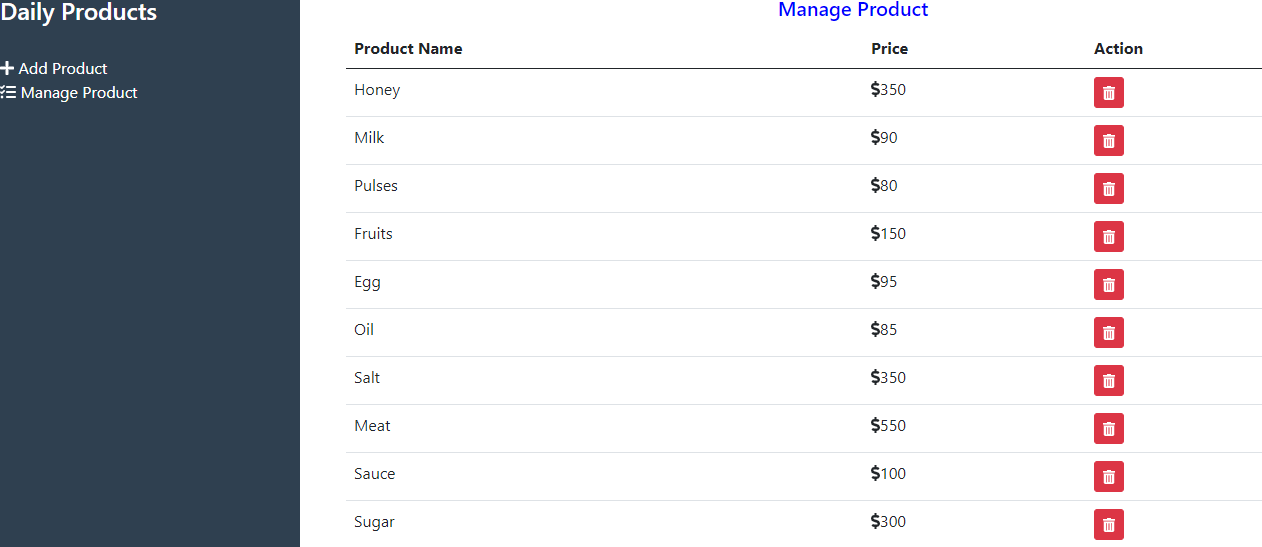 Daily Products
Add Product
Manage Product
Manage Product
Product Name Price Action
Honey $350
Milk $90
Pulses $80
Fruits $150
Egg $95
Oil $85
Salt $350
Meat $550
Sauce $100
Sugar $300